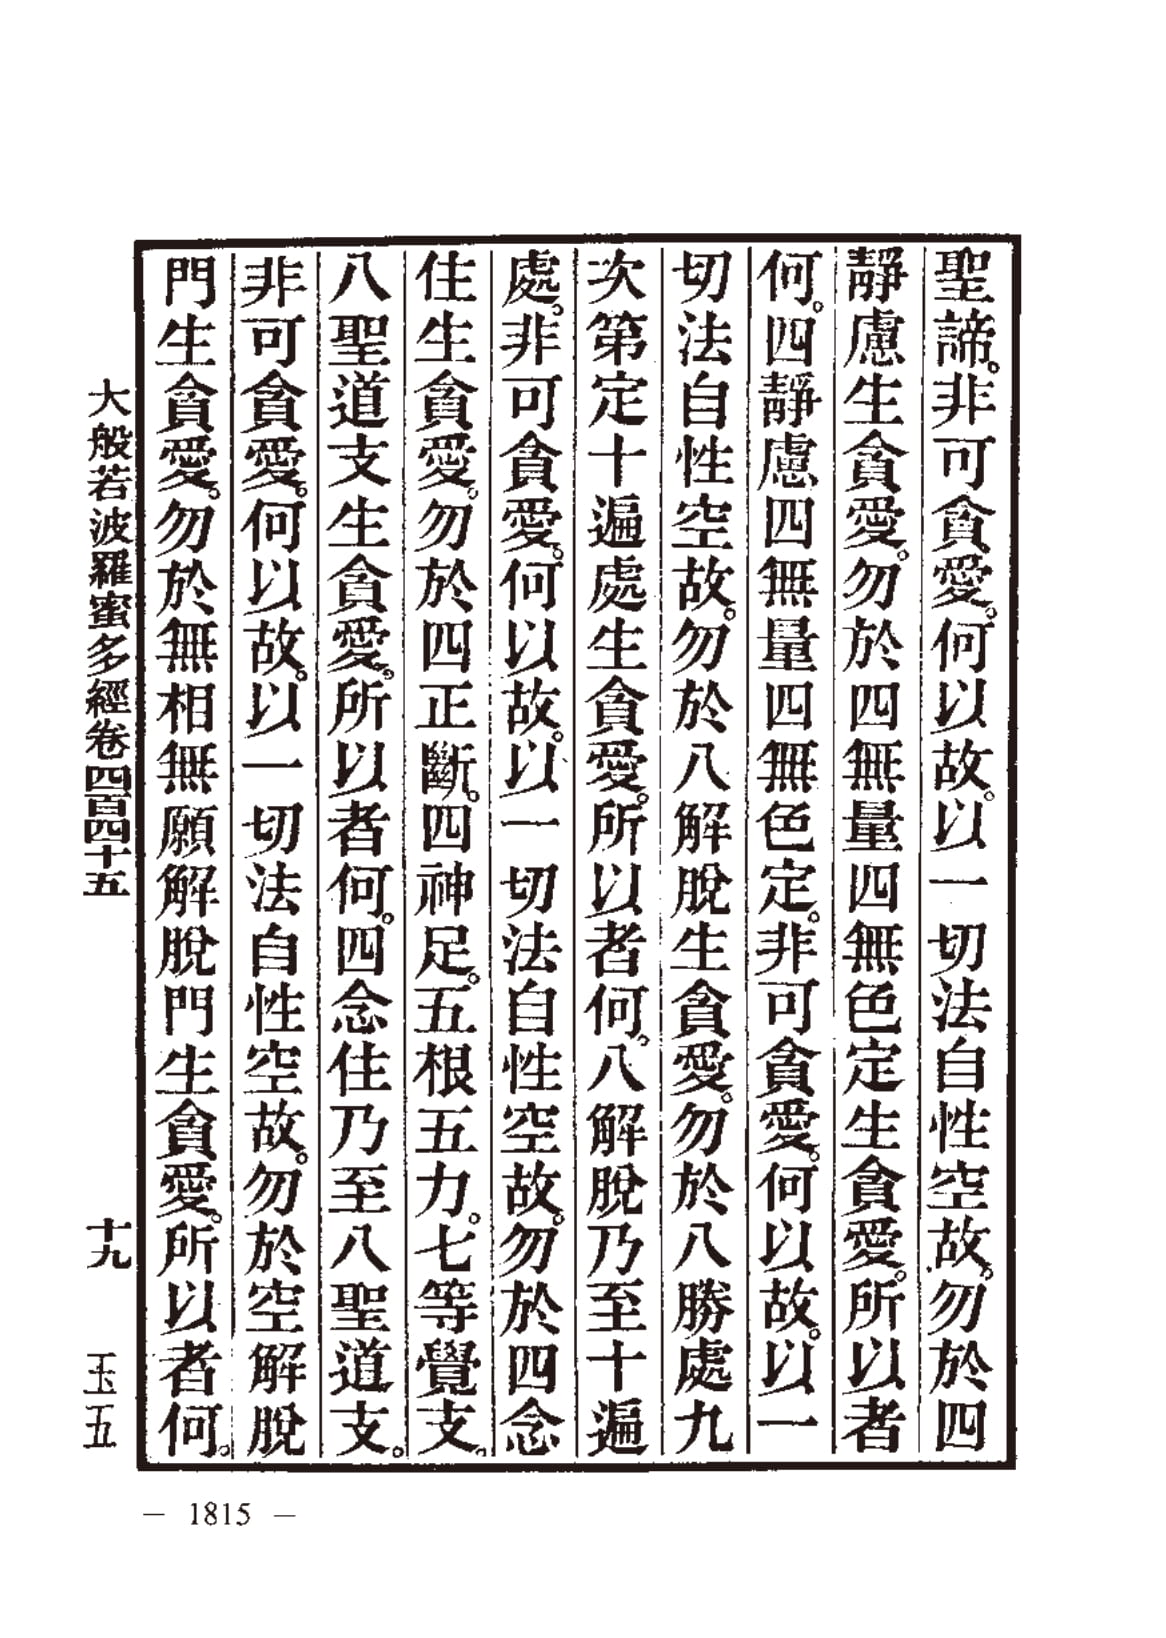 聖諦。非可貪愛。何以故。以一切法自性空故。勿於四
靜慮生貪愛。勿於四無量四無色定生貪愛。所以者
何。四靜慮四無量四無色定。非可貪愛。何以故。以一
切法自性空故。勿於八解脫生貪愛。勿於八勝處九
次第定十遍處生貪愛。所以者何。八解脫乃至十遍
處。非可貪愛。何以故。以一切法自性空故。勿於四念
住生貪愛。勿於四正斷。四神足。五根五力。七等覺支。
八聖道支生貪愛。所以者何。四念住乃至八聖道支。
非可貪愛。何以故。以一切法自性空故。勿於空解脫
門生貪愛。勿於無相無願解脫門生貪愛。所以者何。
大般若波羅蜜多經卷四百四十五 十九 玉五
— 1815 —